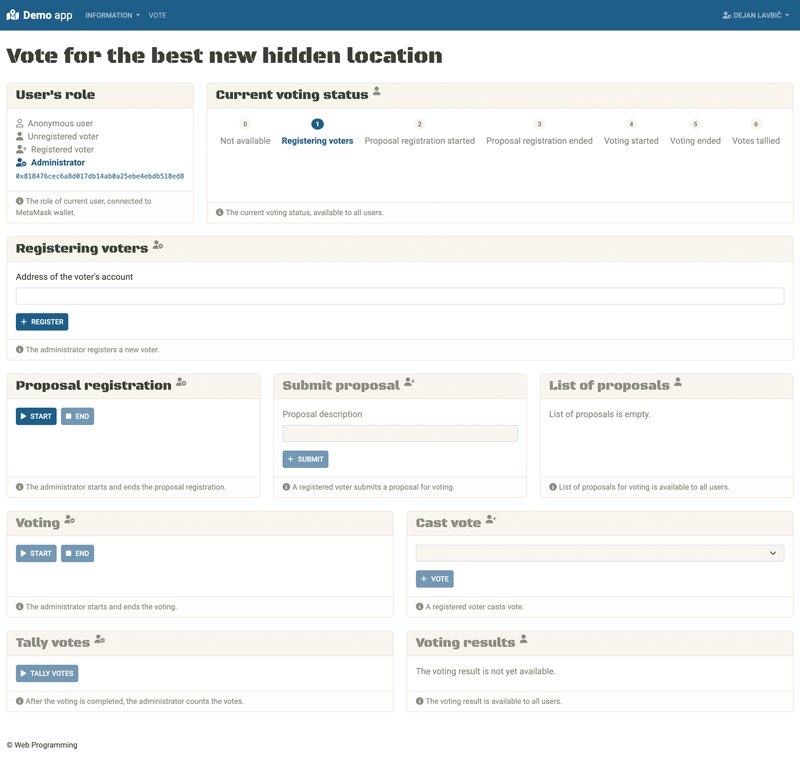 Demo app INFORMATION VOTE DEJAN LAVBIČ
Vote for the best new hidden location
User's role
Anonymous user
Unregistered voter
Registered voter
Administrator
0x818476cec6a8d017db14ab0a25ebe4ebdb518ed8
The role of current user, connected to
MetaMask wallet.
Current voting status
0 1 2 3 4 5 6
Not available Registering voters Proposal registration started Proposal registration ended Voting started Voting ended Votes tallied
The current voting status, available to all users.
Registering voters
Address of the voter's account
+ REGISTER
The administrator registers a new voter.
Proposal registration
START END
The administrator starts and ends the proposal registration.
Submit proposal
Proposal description
+ SUBMIT
A registered voter submits a proposal for voting.
List of proposals
List of proposals is empty.
List of proposals for voting is available to all users.
Voting
START END
The administrator starts and ends the voting.
Cast vote
+ VOTE
A registered voter casts vote.
Tally votes
TALLY VOTES
After the voting is completed, the administrator counts the votes.
Voting results
The voting result is not yet available.
The voting result is available to all users.
© Web Programming